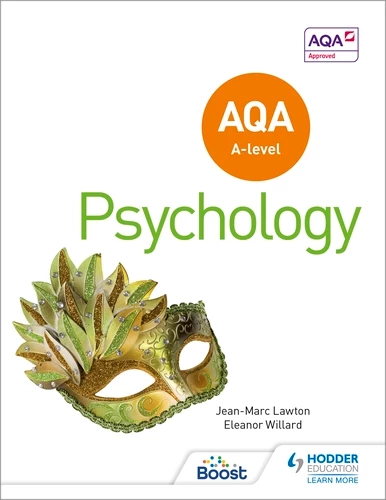 AQA
Approved
AQA
A-level
Psychology
Jean-Marc Lawton
Eleanor Willard
Boost
HODDER
EDUCATION
LEARN MORE